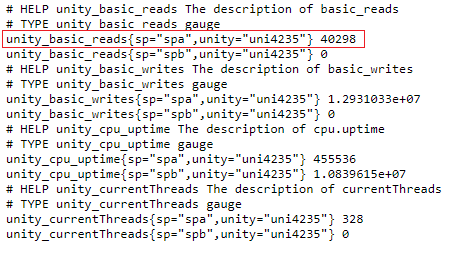 # HELP unity_basic_reads The description of basic_reads
# TYPE unity_basic_reads gauge
unity_basic_reads{sp="spa",unity="uni4235"} 40298
unity_basic_reads{sp="spb",unity="uni4235"} 0
# HELP unity_basic_writes The description of basic_writes
# TYPE unity_basic_writes gauge
unity_basic_writes{sp="spa",unity="uni4235"} 1.2931033e+07
unity_basic_writes{sp="spb",unity="uni4235"} 0
# HELP unity_cpu_uptime The description of cpu.uptime
# TYPE unity_cpu_uptime gauge
unity_cpu_uptime{sp="spa",unity="uni4235"} 455536
unity_cpu_uptime{sp="spb",unity="uni4235"} 1.0839615e+07
# HELP unity_currentThreads The description of currentThreads
# TYPE unity_currentThreads gauge
unity_currentThreads{sp="spa",unity="uni4235"} 328
unity_currentThreads{sp="spb",unity="uni4235"} 0